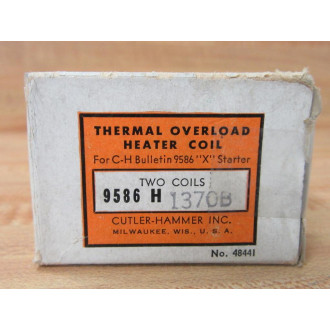 THERMAL OVERLOAD
HEATER COIL
For C-H Bulletin 9586 "X" Starter
TWO COILS
9586 H 1370B
CUTLER-HAMMER INC.
MILWAUKEE, WIS., U. S. A.
No. 48441